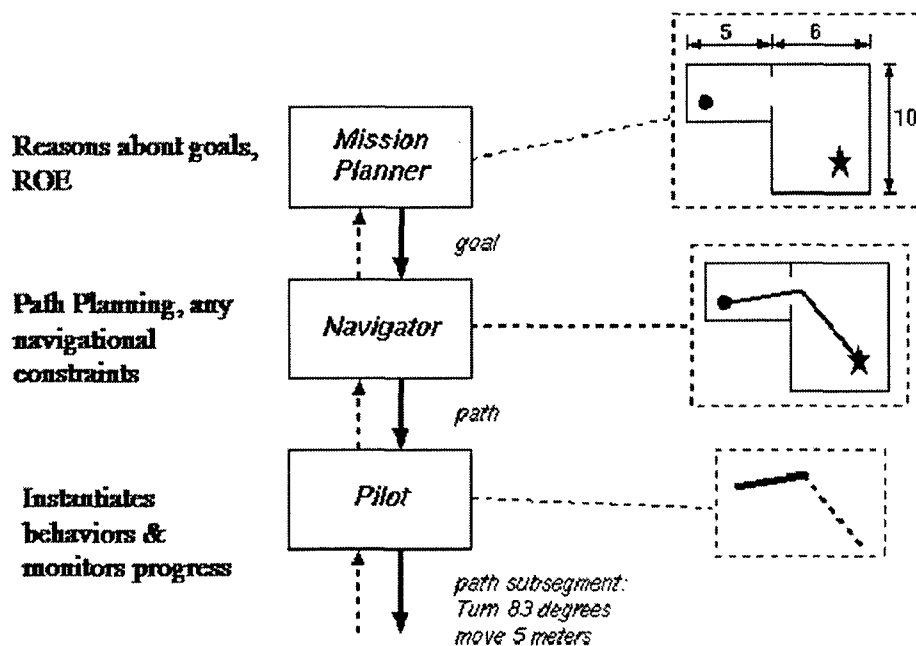 5
6
10
Reasons about goals,
ROE
Mission
Planner
goal
Path Planning, any
navigational
constraints
Navigator
path
Instantiates
behaviors &
monitors progress
Pilot
path subsegment:
Turn 83 degrees
move 5 meters